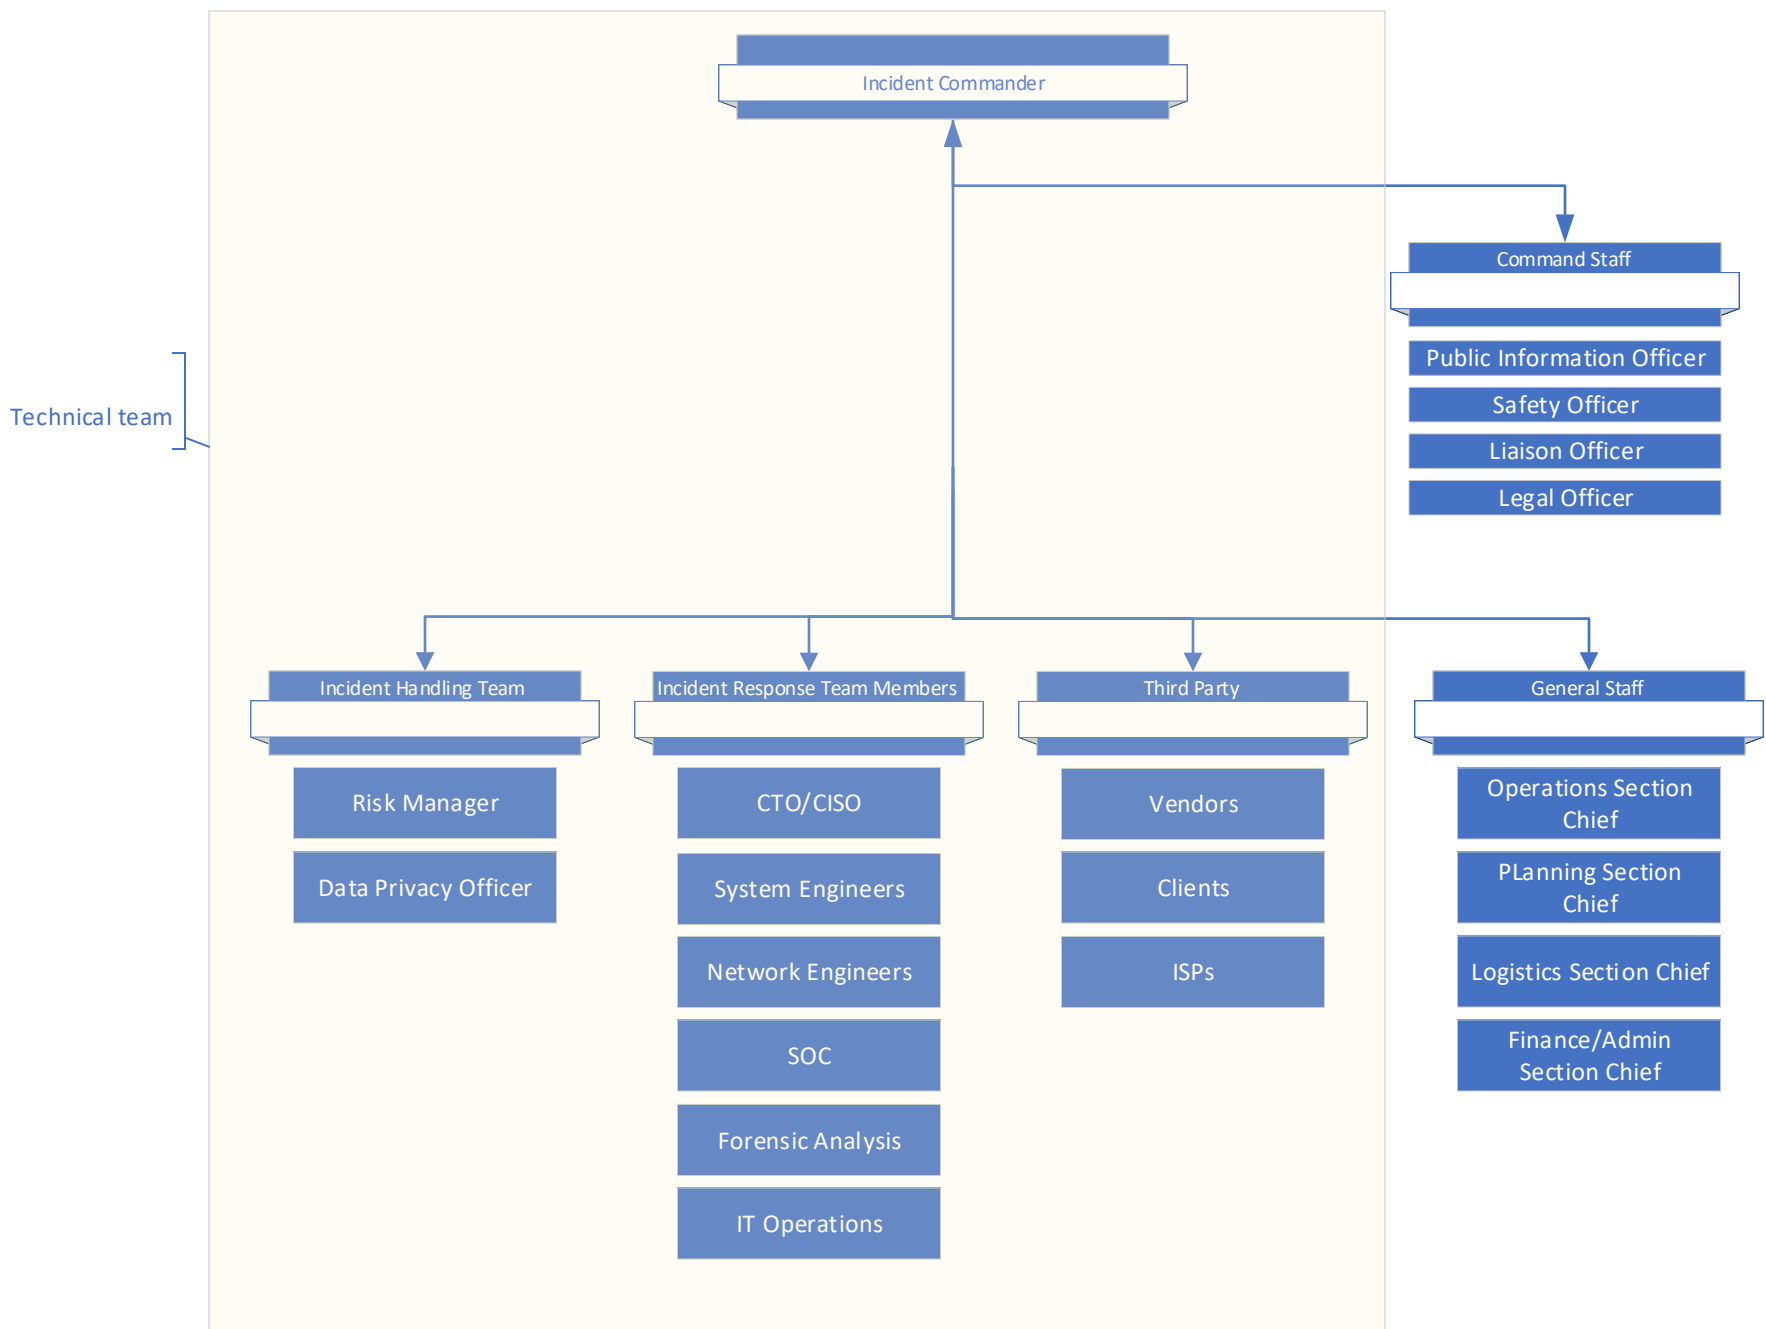 Incident Commander
Command Staff
Public Information Officer
Safety Officer
Liaison Officer
Legal Officer
Technical team
Incident Handling Team
Risk Manager
Data Privacy Officer
Incident Response Team Members
CTO/CISO
System Engineers
Network Engineers
SOC
Forensic Analysis
IT Operations
Third Party
Vendors
Clients
ISPs
General Staff
Operations Section
Chief
PLanning Section
Chief
Logistics Section Chief
Finance/Admin
Section Chief